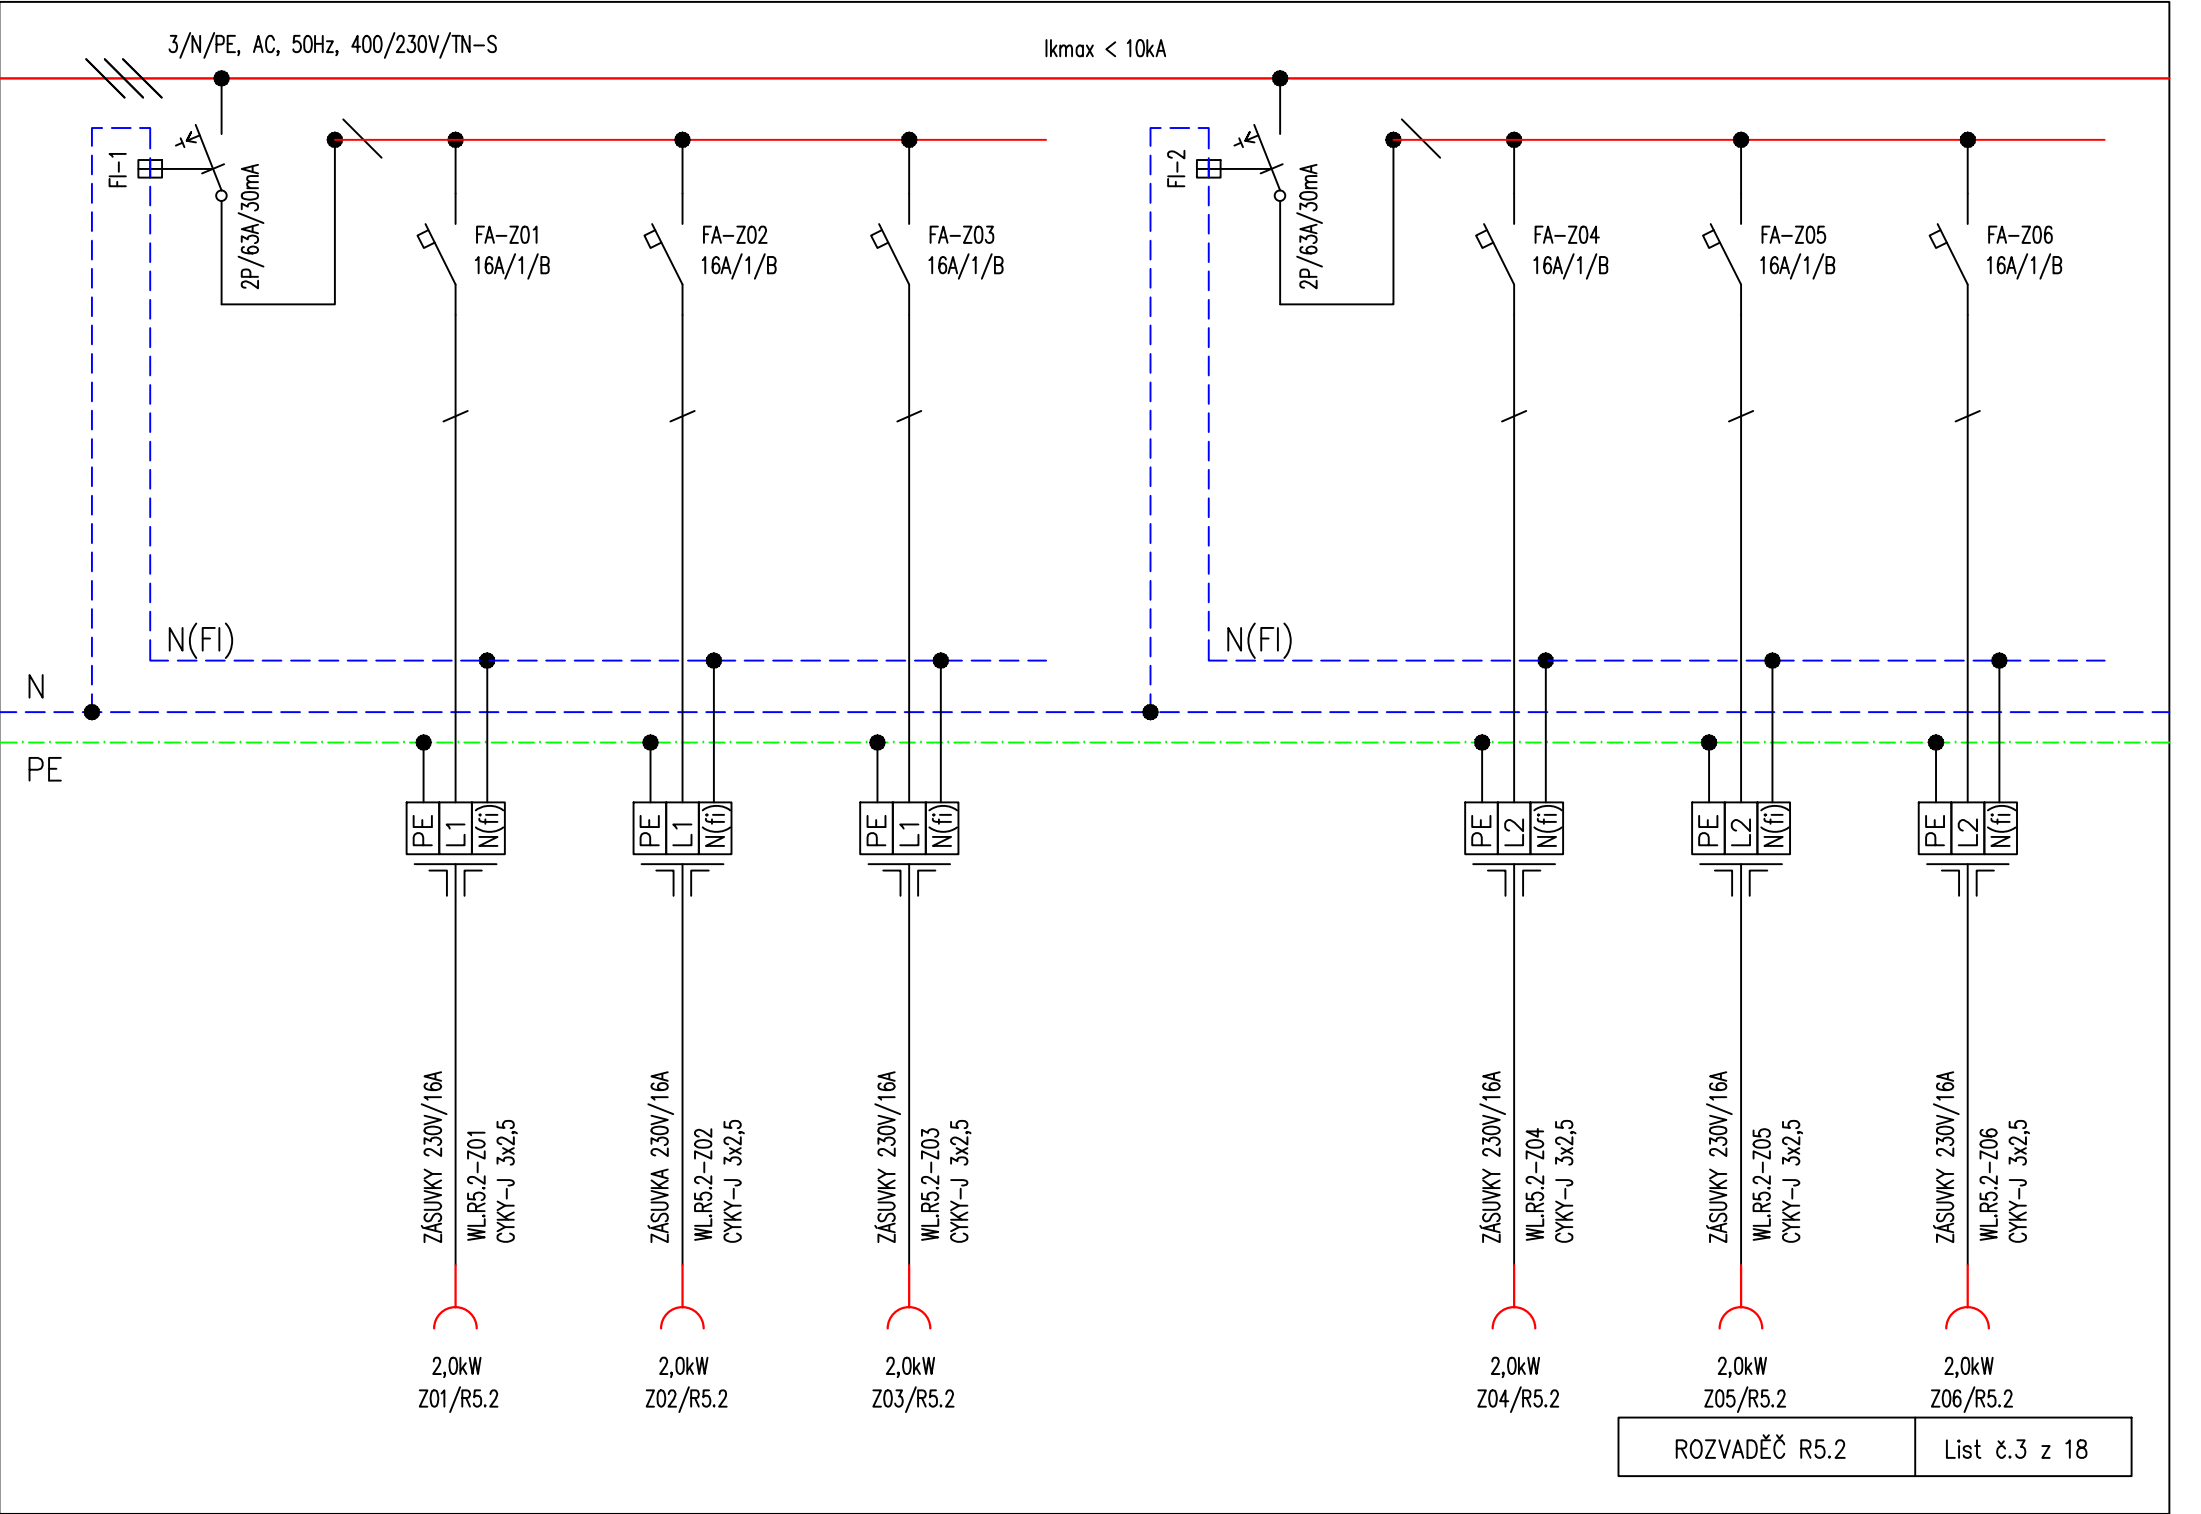 3/N/PE, AC, 50Hz, 400/230V/TN-S
Ikmax < 10kA
FI-1
2P/63A/30mA
FA-Z01
16A/1/B
FA-Z02
16A/1/B
FA-Z03
16A/1/B
FI-2
2P/63A/30mA
FA-Z04
16A/1/B
FA-Z05
16A/1/B
FA-Z06
16A/1/B
N(FI)
N(FI)
N
PE
PE
L1
N(fi)
PE
L1
N(fi)
PE
L1
N(fi)
PE
L2
N(fi)
PE
L2
N(fi)
PE
L2
N(fi)
ZÁSUVKY 230V/16A
WL.R5.2-Z01
CYKY-J 3x2,5
ZÁSUVKA 230V/16A
WL.R5.2-Z02
CYKY-J 3x2,5
ZÁSUVKY 230V/16A
WL.R5.2-Z03
CYKY-J 3x2,5
ZÁSUVKY 230V/16A
WL.R5.2-Z04
CYKY-J 3x2,5
ZÁSUVKY 230V/16A
WL.R5.2-Z05
CYKY-J 3x2,5
ZÁSUVKY 230V/16A
WL.R5.2-Z06
CYKY-J 3x2,5
2,0kW
Z01/R5.2
2,0kW
Z02/R5.2
2,0kW
Z03/R5.2
2,0kW
Z04/R5.2
2,0kW
Z05/R5.2
2,0kW
Z06/R5.2
ROZVADĚČ R5.2
List č.3 z 18